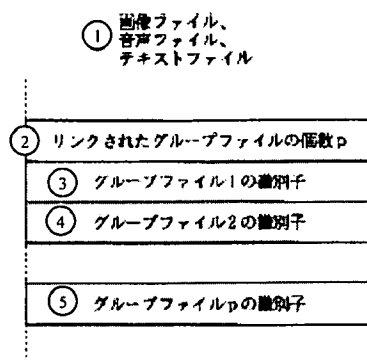 ① 画像ファイル、
音声ファイル、
テキストファイル
② リンクされたグループファイルの個数p
③ グループファイル1の識別子
④ グループファイル2の識別子
⑤ グループファイルpの識別子